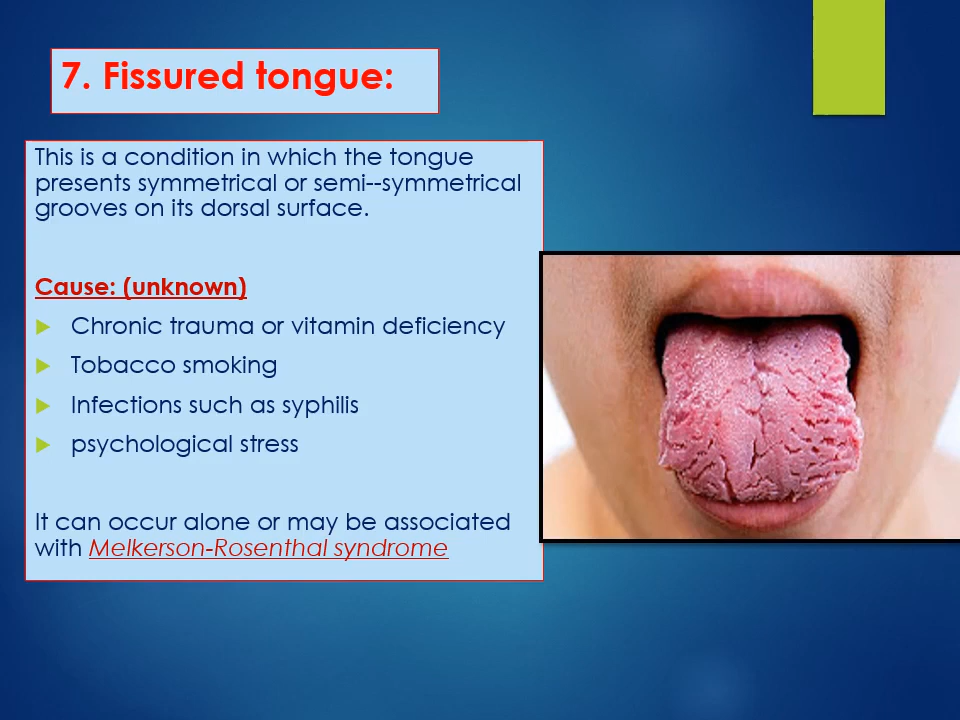 7. Fissured tongue:
This is a condition in which the tongue
presents symmetrical or semi--symmetrical
grooves on its dorsal surface.
Cause: (unknown)
Chronic trauma or vitamin deficiency
Tobacco smoking
Infections such as syphilis
psychological stress
It can occur alone or may be associated
with Melkerson-Rosenthal syndrome